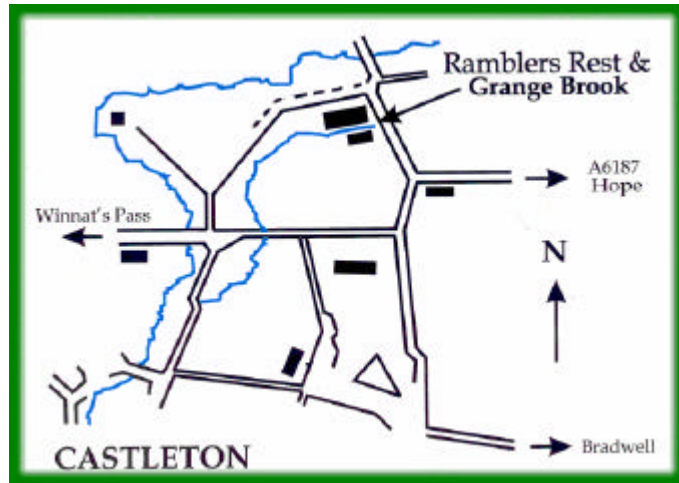 Ramblers Rest &
Grange Brook
A6187
Hope
Winnat's Pass
N
Bradwell
CASTLETON